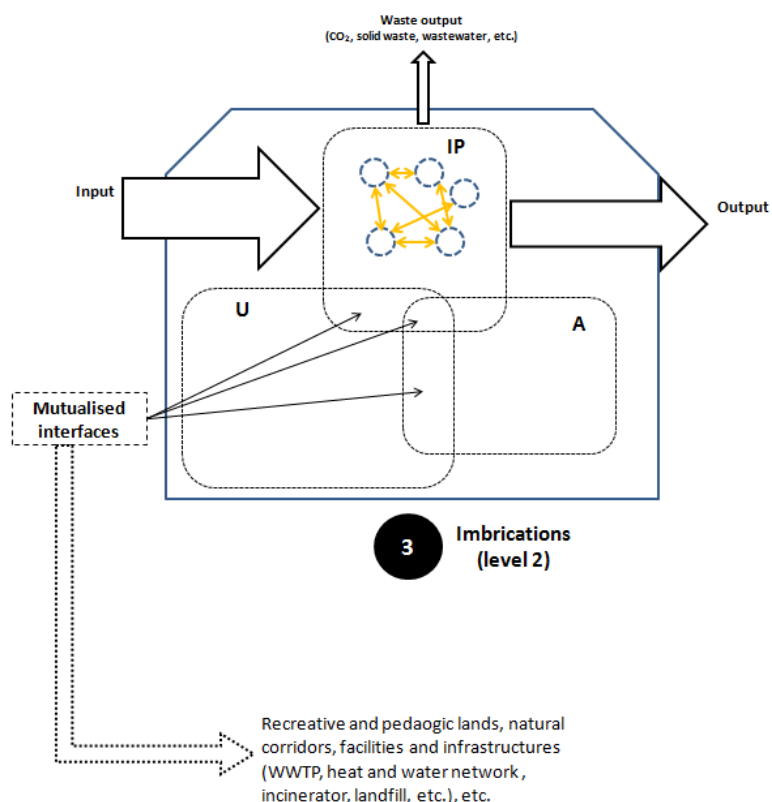 Waste output
(CO₂, solid waste, wastewater, etc.)
IP
Input
Output
U
A
Mutualised
interfaces
3
Imbrications
(level 2)
Recreative and pedaogic lands, natural
corridors, facilities and infrastructures
(WWTP, heat and water network ,
incinerator, landfill, etc.), etc.